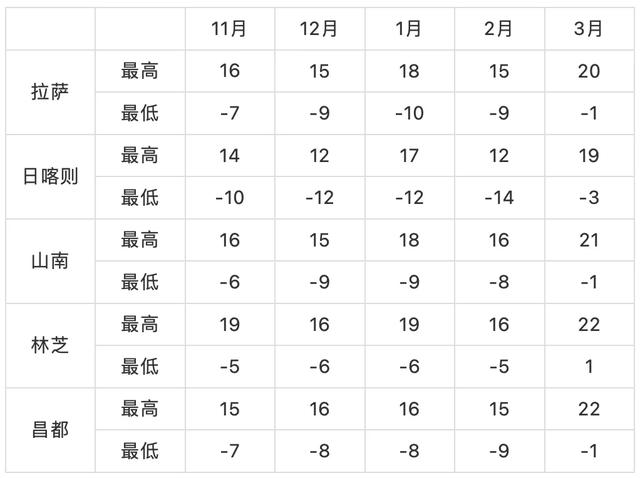 11月 12月 1月 2月 3月
拉萨 最高 16 15 18 15 20
最低 -7 -9 -10 -9 -1
日喀则 最高 14 12 17 12 19
最低 -10 -12 -12 -14 -3
山南 最高 16 15 18 16 21
最低 -6 -9 -9 -8 -1
林芝 最高 19 16 19 16 22
最低 -5 -6 -6 -5 1
昌都 最高 15 16 16 15 22
最低 -7 -8 -8 -9 -1